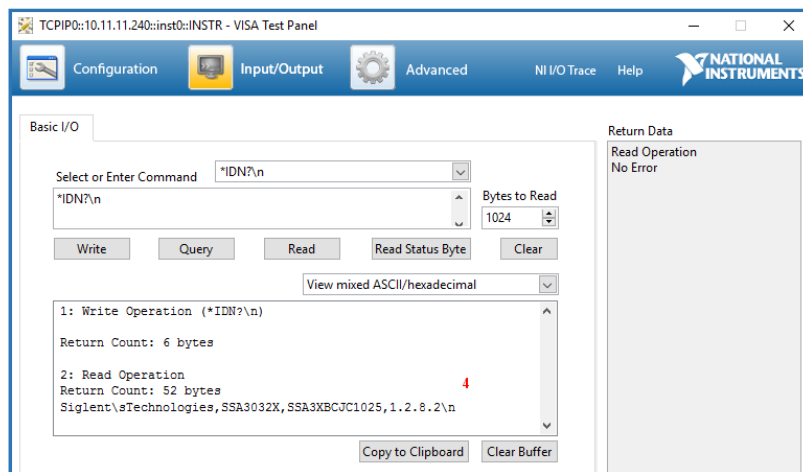 TCPIP0::10.11.11.240::inst0::INSTR - VISA Test Panel
Configuration
Input/Output
Advanced
NI I/O Trace
Help
NATIONAL
INSTRUMENTS
Basic I/O
Select or Enter Command
*IDN?\n
*IDN?\n
Bytes to Read
1024
Write
Query
Read
Read Status Byte
Clear
View mixed ASCII/hexadecimal
1: Write Operation (*IDN?\n)
Return Count: 6 bytes
2: Read Operation
Return Count: 52 bytes
Siglent\sTechnologies,SSA3032X,SSA3XBCJC1025,1.2.8.2\n
4
Copy to Clipboard
Clear Buffer
Return Data
Read Operation
No Error